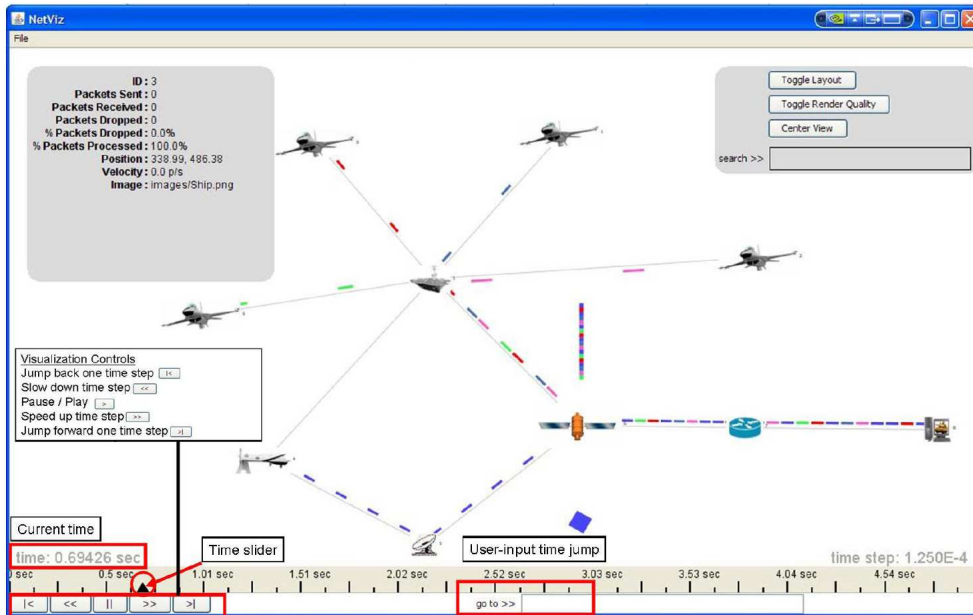 NetViz
File
ID : 3
Packets Sent : 0
Packets Received : 0
Packets Dropped : 0
% Packets Dropped : 0.0%
% Packets Processed : 100.0%
Position : 338.99, 486.38
Velocity : 0.0 p/s
Image : images/Ship.png
Toggle Layout
Toggle Render Quality
Center View
search >>
Visualization Controls
Jump back one time step |<
Slow down time step <<
Pause / Play >
Speed up time step >>
Jump forward one time step >|
Current time
time: 0.69426 sec
Time slider
User-input time jump
time step: 1.250E-4
0 sec 0.5 sec 1.01 sec 1.51 sec 2.02 sec 2.52 sec 3.03 sec 3.53 sec 4.04 sec 4.54 sec
|< << || >> >| go to >>